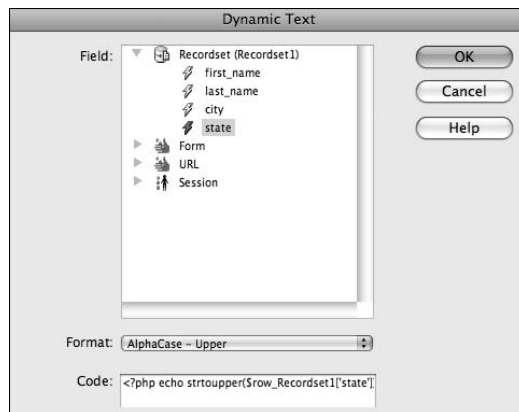 Dynamic Text
Field:
Recordset (Recordset1)
first_name
last_name
city
state
Form
URL
Session
OK
Cancel
Help
Format: AlphaCase - Upper
Code: <?php echo strtoupper($row_Recordset1['state']